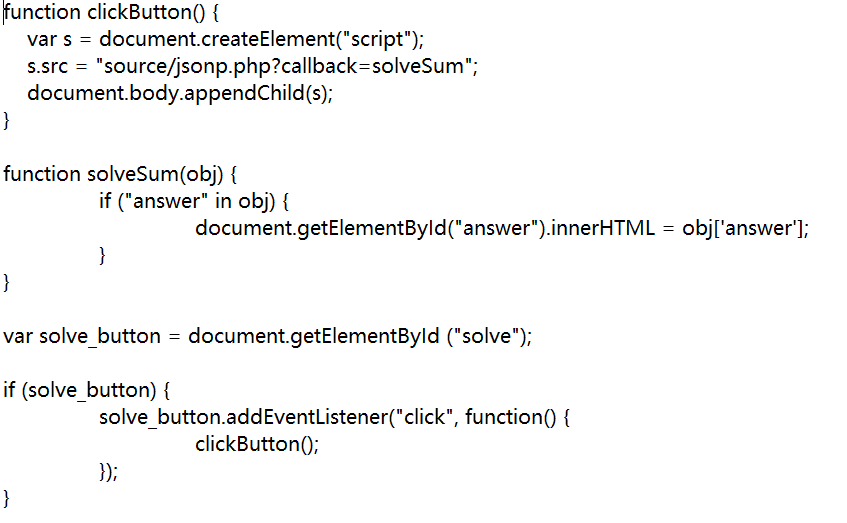 function clickButton() {
    var s = document.createElement("script");
    s.src = "source/jsonp.php?callback=solveSum";
    document.body.appendChild(s);
}

function solveSum(obj) {
        if ("answer" in obj) {
                document.getElementById("answer").innerHTML = obj['answer'];
        }
}

var solve_button = document.getElementById ("solve");

if (solve_button) {
        solve_button.addEventListener("click", function() {
                clickButton();
        });
}